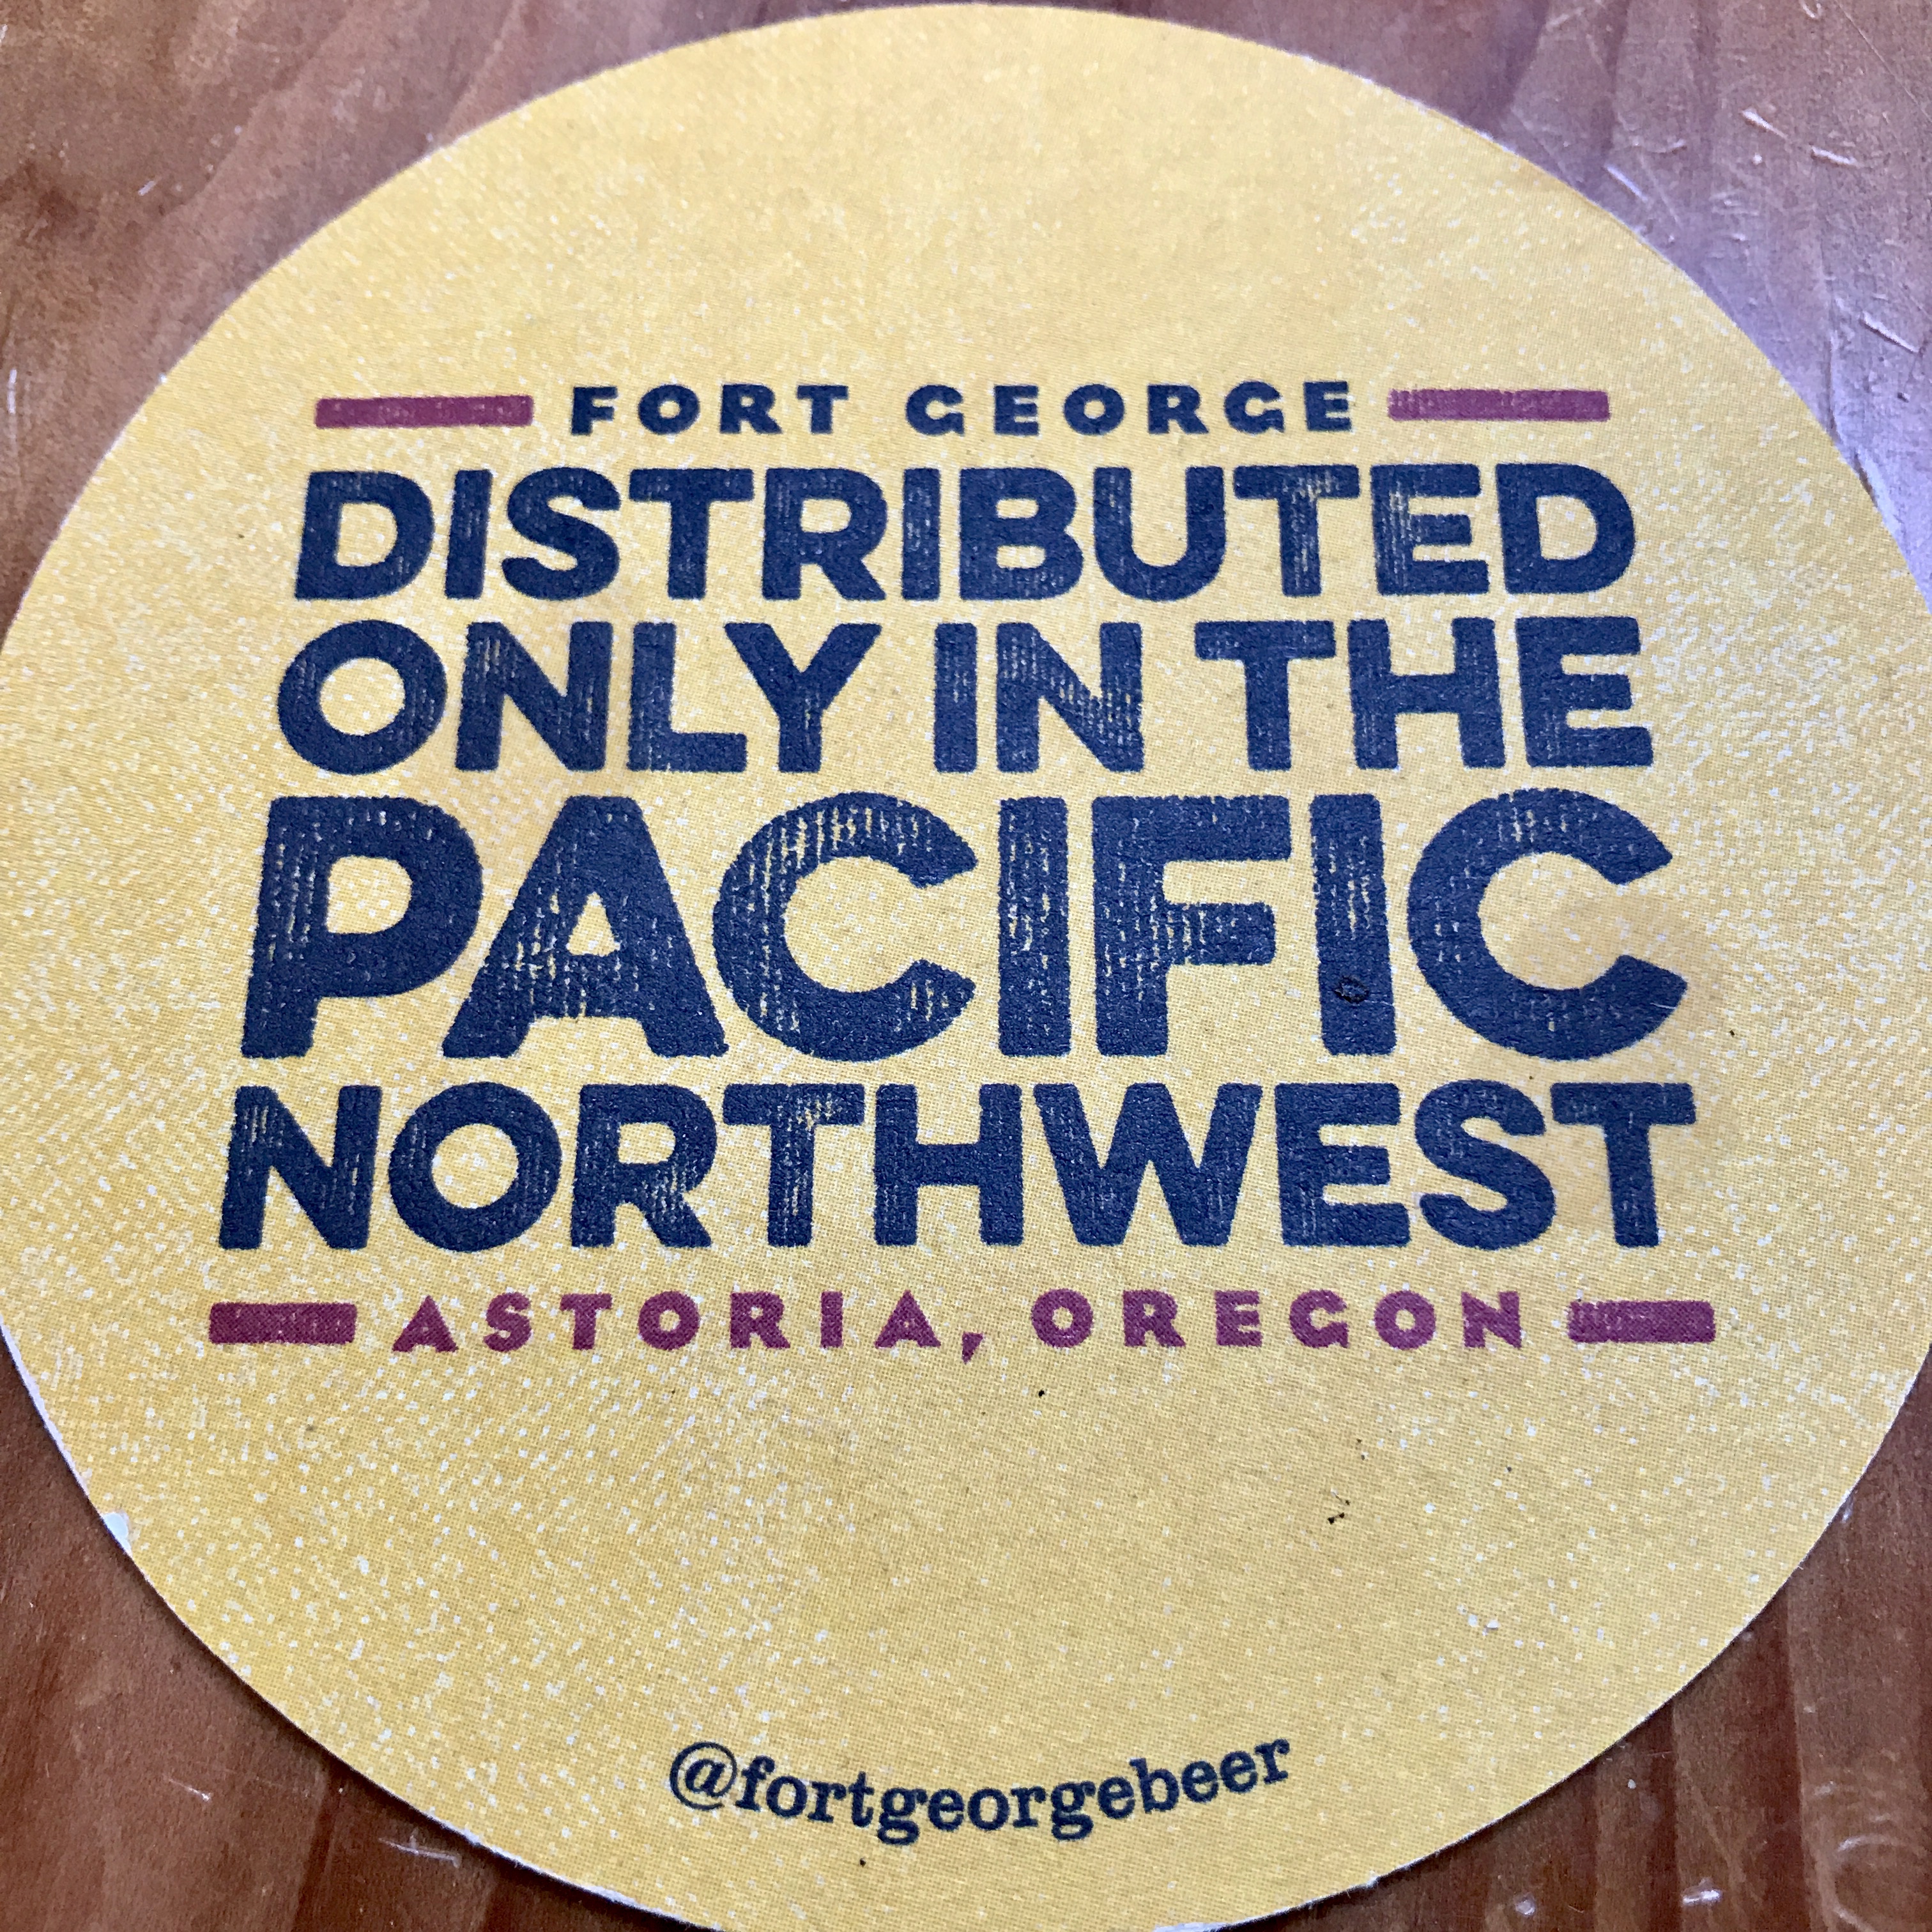 FORT GEORGE
DISTRIBUTED
ONLY IN THE
PACIFIC
NORTHWEST
ASTORIA, OREGON
@fortgeorgebeer